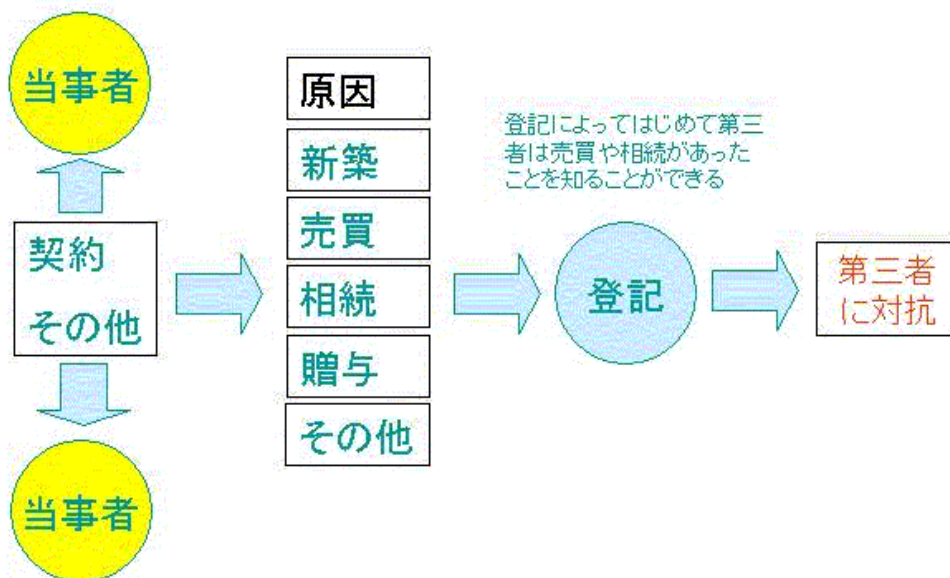 当事者
契約
その他
当事者
原因
新築
売買
相続
贈与
その他
登記によってはじめて第三
者は売買や相続があった
ことを知ることができる
登記
第三者
に対抗